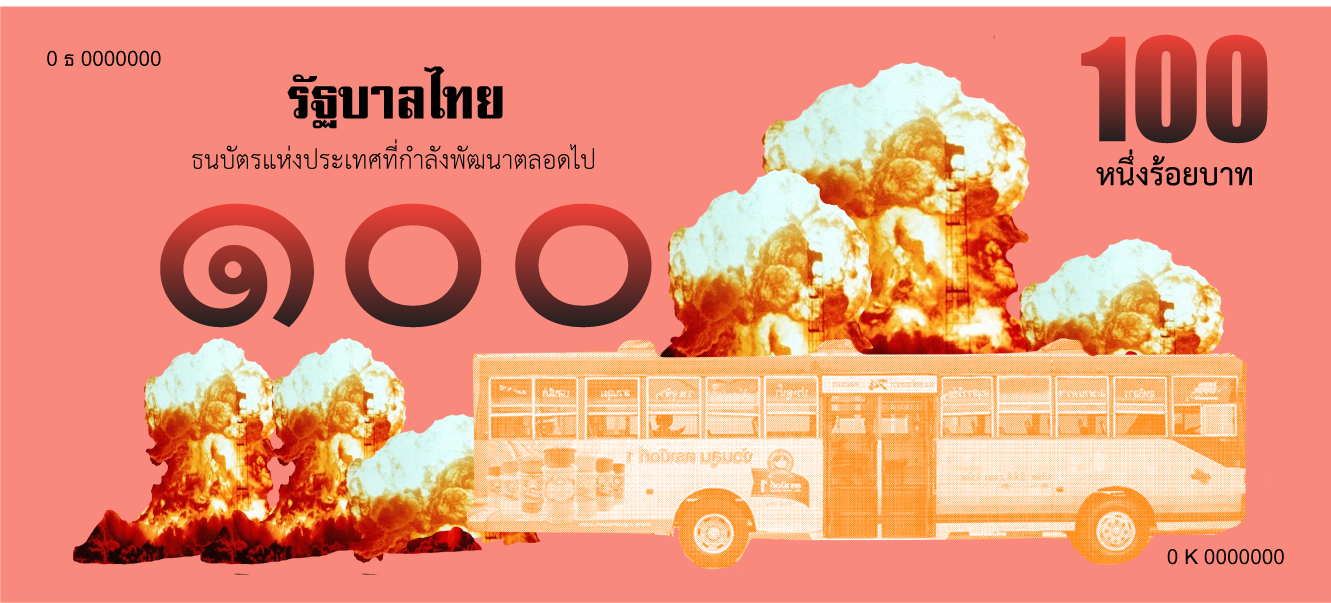 0 ธ 0000000
รัฐบาลไทย
ธนบัตรแห่งประเทศที่กำลังพัฒนาตลอดไป
๑๐๐
100
หนึ่งร้อยบาท
0 K 0000000